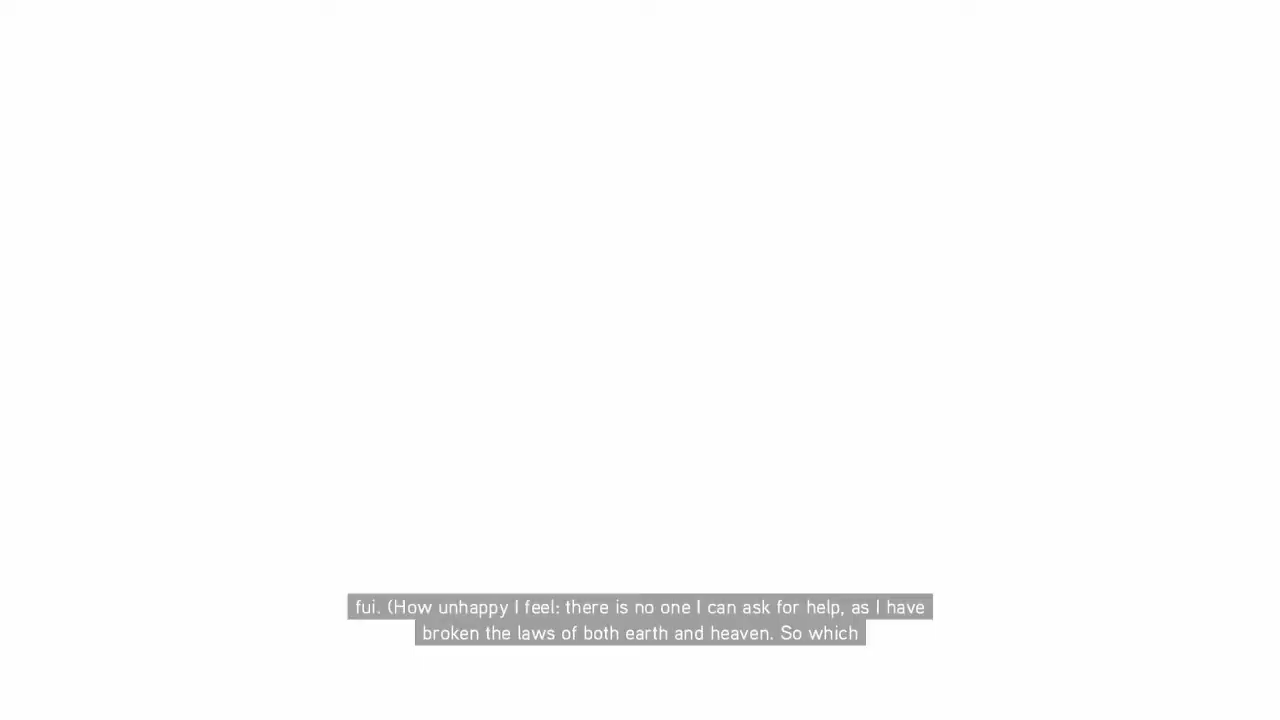 fui. (How unhappy I feel: there is no one I can ask for help, as I have
broken the laws of both earth and heaven. So which